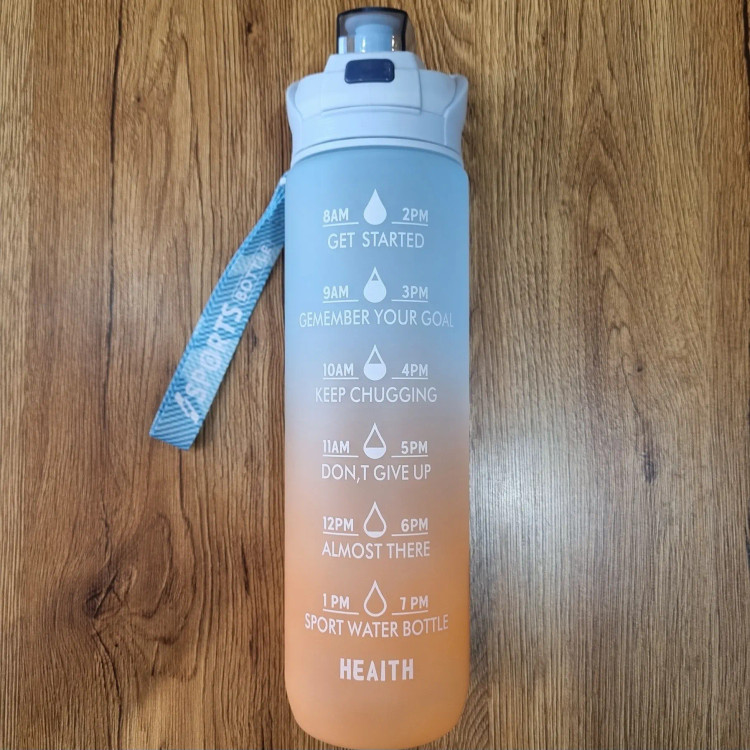 8AM 2PM
GET STARTED
9AM 3PM
GEMEMBER YOUR GOAL
10AM 4PM
KEEP CHUGGING
11AM 5PM
DON,T GIVE UP
12PM 6PM
ALMOST THERE
1 PM 7 PM
SPORT WATER BOTTLE
HEAITH
SPORTS BOTTLE